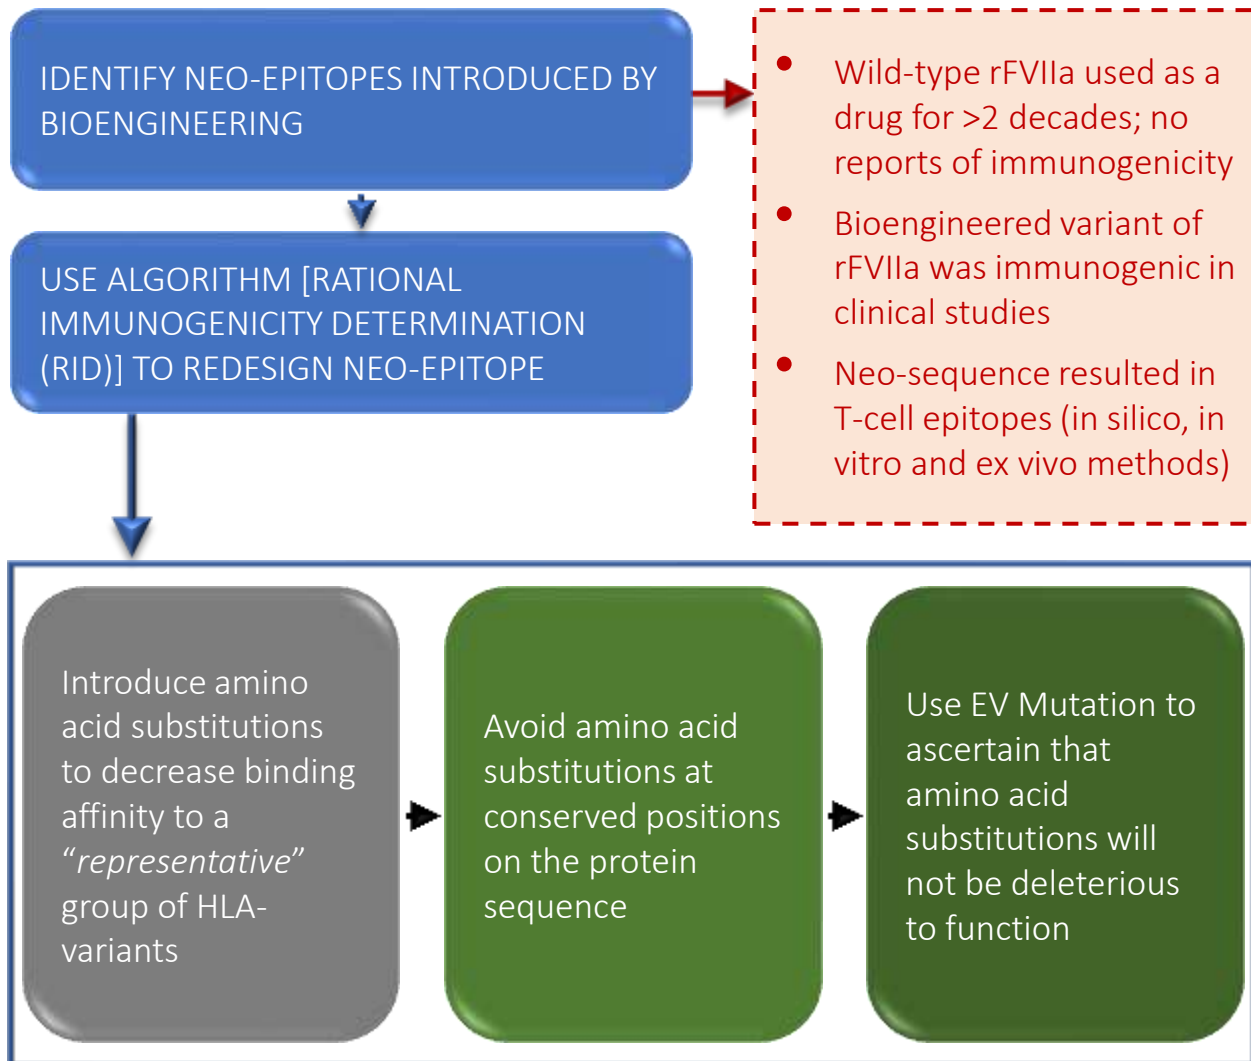 IDENTIFY NEO-EPITOPES INTRODUCED BY
BIOENGINEERING
USE ALGORITHM [RATIONAL
IMMUNOGENICITY DETERMINATION
(RID)] TO REDESIGN NEO-EPITOPE
• Wild-type rFVIIa used as a
drug for >2 decades; no
reports of immunogenicity
• Bioengineered variant of
rFVIIa was immunogenic in
clinical studies
• Neo-sequence resulted in
T-cell epitopes (in silico, in
vitro and ex vivo methods)
Introduce amino
acid substitutions
to decrease binding
affinity to a
“representative”
group of HLA-
variants
Avoid amino acid
substitutions at
conserved positions
on the protein
sequence
Use EV Mutation to
ascertain that
amino acid
substitutions will
not be deleterious
to function